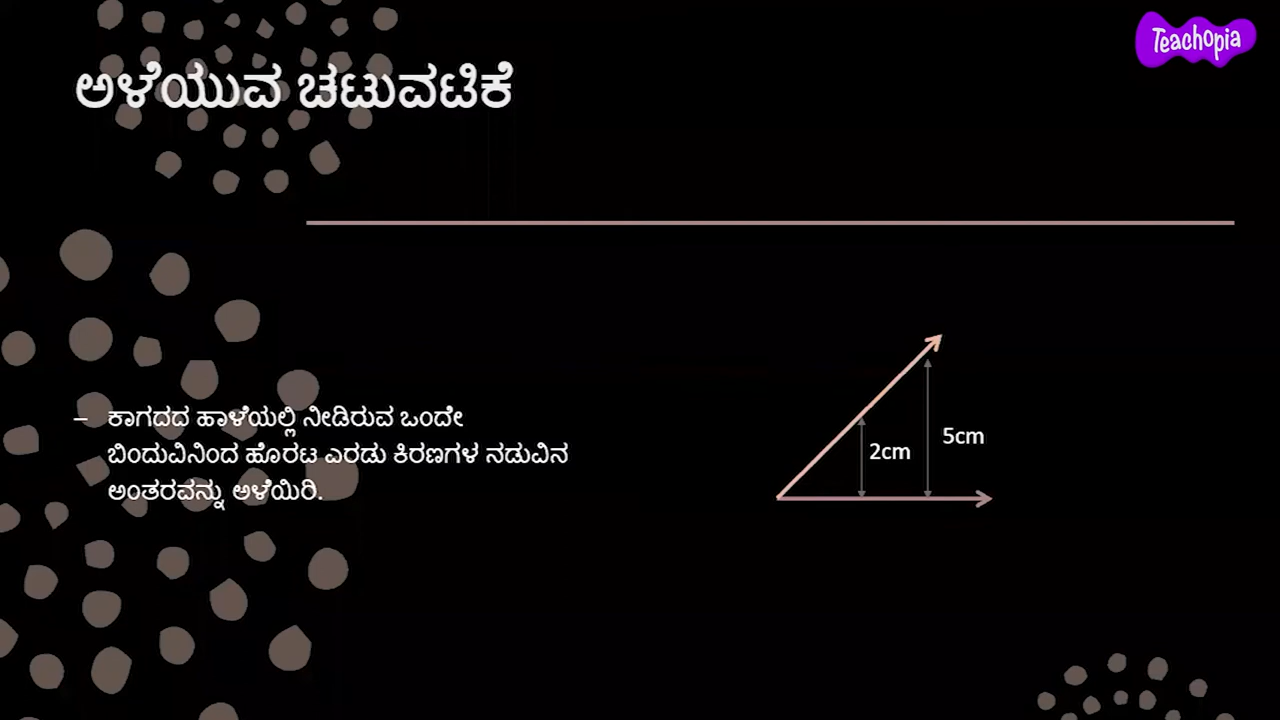 Teachopia
ಅಳೆಯುವ ಚಟುವಟಿಕೆ
– ಕಾಗದದ ಹಾಳೆಯಲ್ಲಿ ನೀಡಿರುವ ಒಂದೇ
ಬಿಂದುವಿನಿಂದ ಹೊರಟ ಎರಡು ಕಿರಣಗಳ ನಡುವಿನ
ಅಂತರವನ್ನು ಅಳೆಯಿರಿ.
5cm
2cm